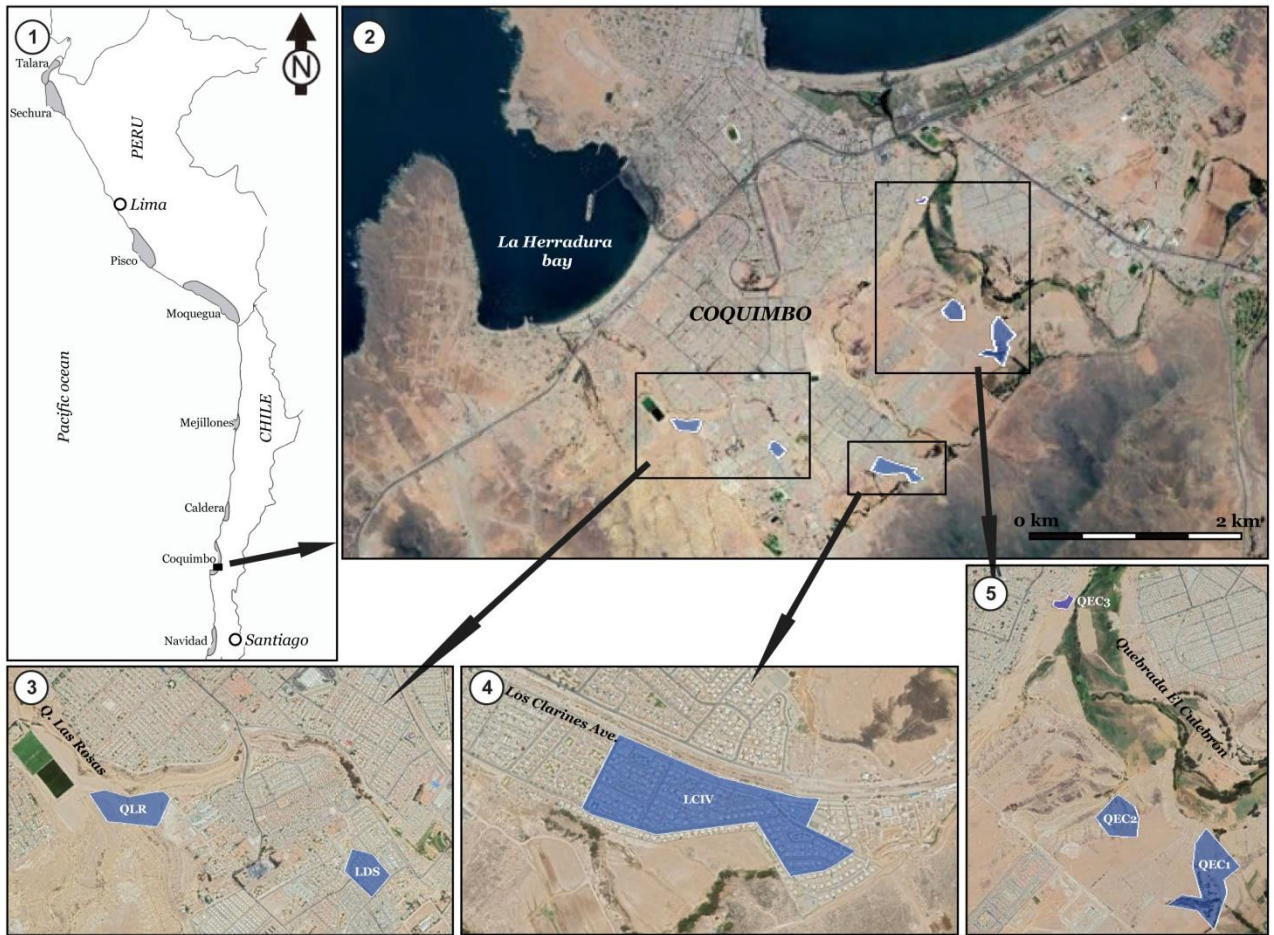 1
N
Talara
Sechura
PERU
Lima
Pisco
Moquegua
Pacific ocean
CHILE
Mejillones
Caldera
Coquimbo
Navidad
Santiago
2
La Herradura
bay
COQUIMBO
0 km
2 km
3
Q. Las Rosas
QLR
LDS
4
Los Clarines Ave.
LCIV
5
QEC3
Quebrada El Culebrón
QEC2
QEC1